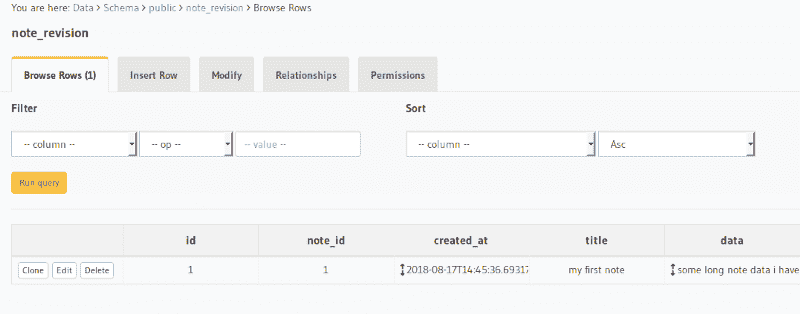 You are here: Data > Schema > public > note_revision > Browse Rows
note_revision
Browse Rows (1) Insert Row Modify Relationships Permissions
Filter Sort
-- column -- -- op -- -- value -- -- column -- Asc
Run query
id note_id created_at title data
Clone Edit Delete 1 1 2018-08-17T14:45:36.69317 my first note some long note data i have